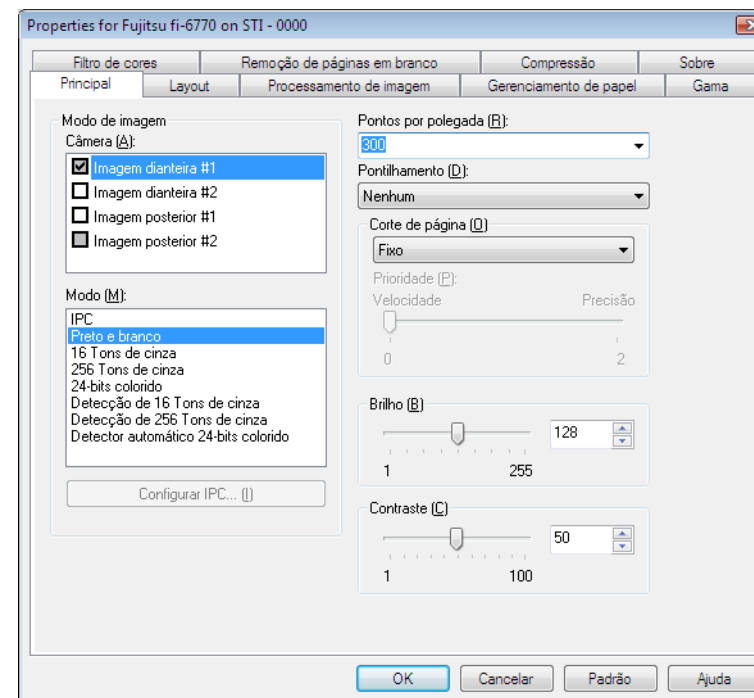 Properties for Fujitsu fi-6770 on STI - 0000
Filtro de cores Remoção de páginas em branco Compressão Sobre
Principal Layout Processamento de imagem Gerenciamento de papel Gama
Modo de imagem
Câmera (A):
Imagem dianteira #1
Imagem dianteira #2
Imagem posterior #1
Imagem posterior #2
Modo (M):
IPC
Preto e branco
16 Tons de cinza
256 Tons de cinza
24-bits colorido
Detecção de 16 Tons de cinza
Detecção de 256 Tons de cinza
Detector automático 24-bits colorido
Configurar IPC... (I)
Pontos por polegada (R):
300
Pontilhamento (D):
Nenhum
Corte de página (O)
Fixo
Prioridade (P):
Velocidade Precisão
0 2
Brilho (B)
128
1 255
Contraste (C)
50
1 100
OK Cancelar Padrão Ajuda